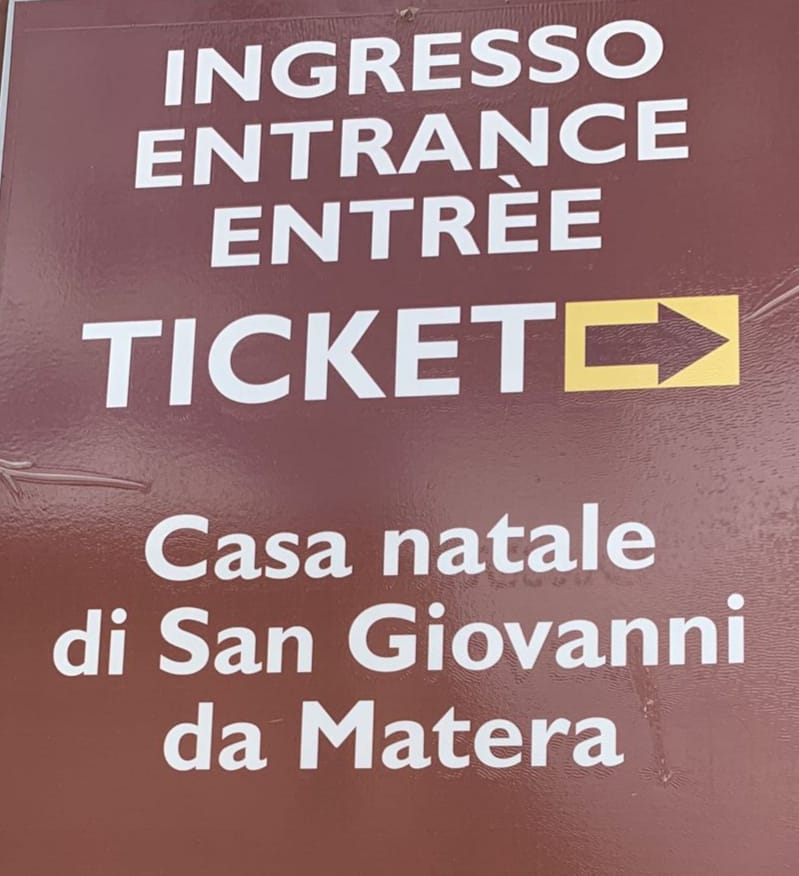 INGRESSO
ENTRANCE
ENTRÈE
TICKET
Casa natale
di San Giovanni
da Matera